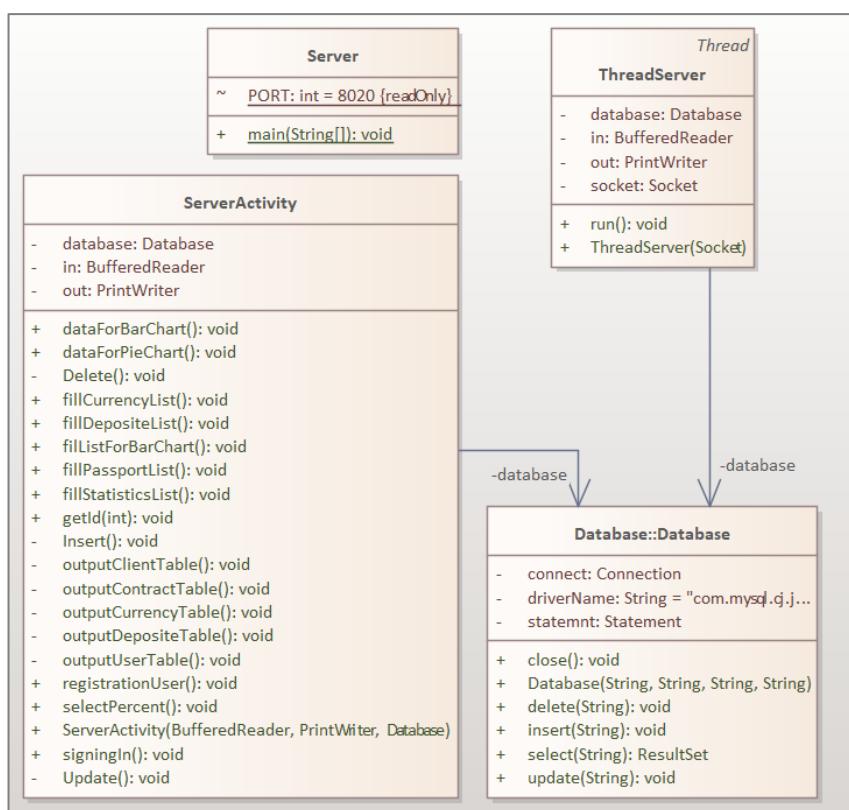 Server
~ PORT: int = 8020 {readOnly}
+ main(String[]): void
Thread
ThreadServer
- database: Database
- in: BufferedReader
- out: PrintWriter
- socket: Socket
+ run(): void
+ ThreadServer(Socket)
ServerActivity
- database: Database
- in: BufferedReader
- out: PrintWriter
+ dataForBarChart(): void
+ dataForPieChart(): void
- Delete(): void
+ fillCurrencyList(): void
+ fillDepositeList(): void
+ fillListForBarChart(): void
+ fillPassportList(): void
+ fillStatisticsList(): void
+ getId(int): void
- Insert(): void
- outputClientTable(): void
- outputContractTable(): void
- outputCurrencyTable(): void
- outputDepositeTable(): void
- outputUserTable(): void
+ registrationUser(): void
+ selectPercent(): void
+ ServerActivity(BufferedReader, PrintWriter, Database)
+ signingIn(): void
- Update(): void
-database
-database
Database::Database
- connect: Connection
- driverName: String = "com.mysql.cj.j...
- statemnt: Statement
+ close(): void
+ Database(String, String, String, String)
+ delete(String): void
+ insert(String): void
+ select(String): ResultSet
+ update(String): void